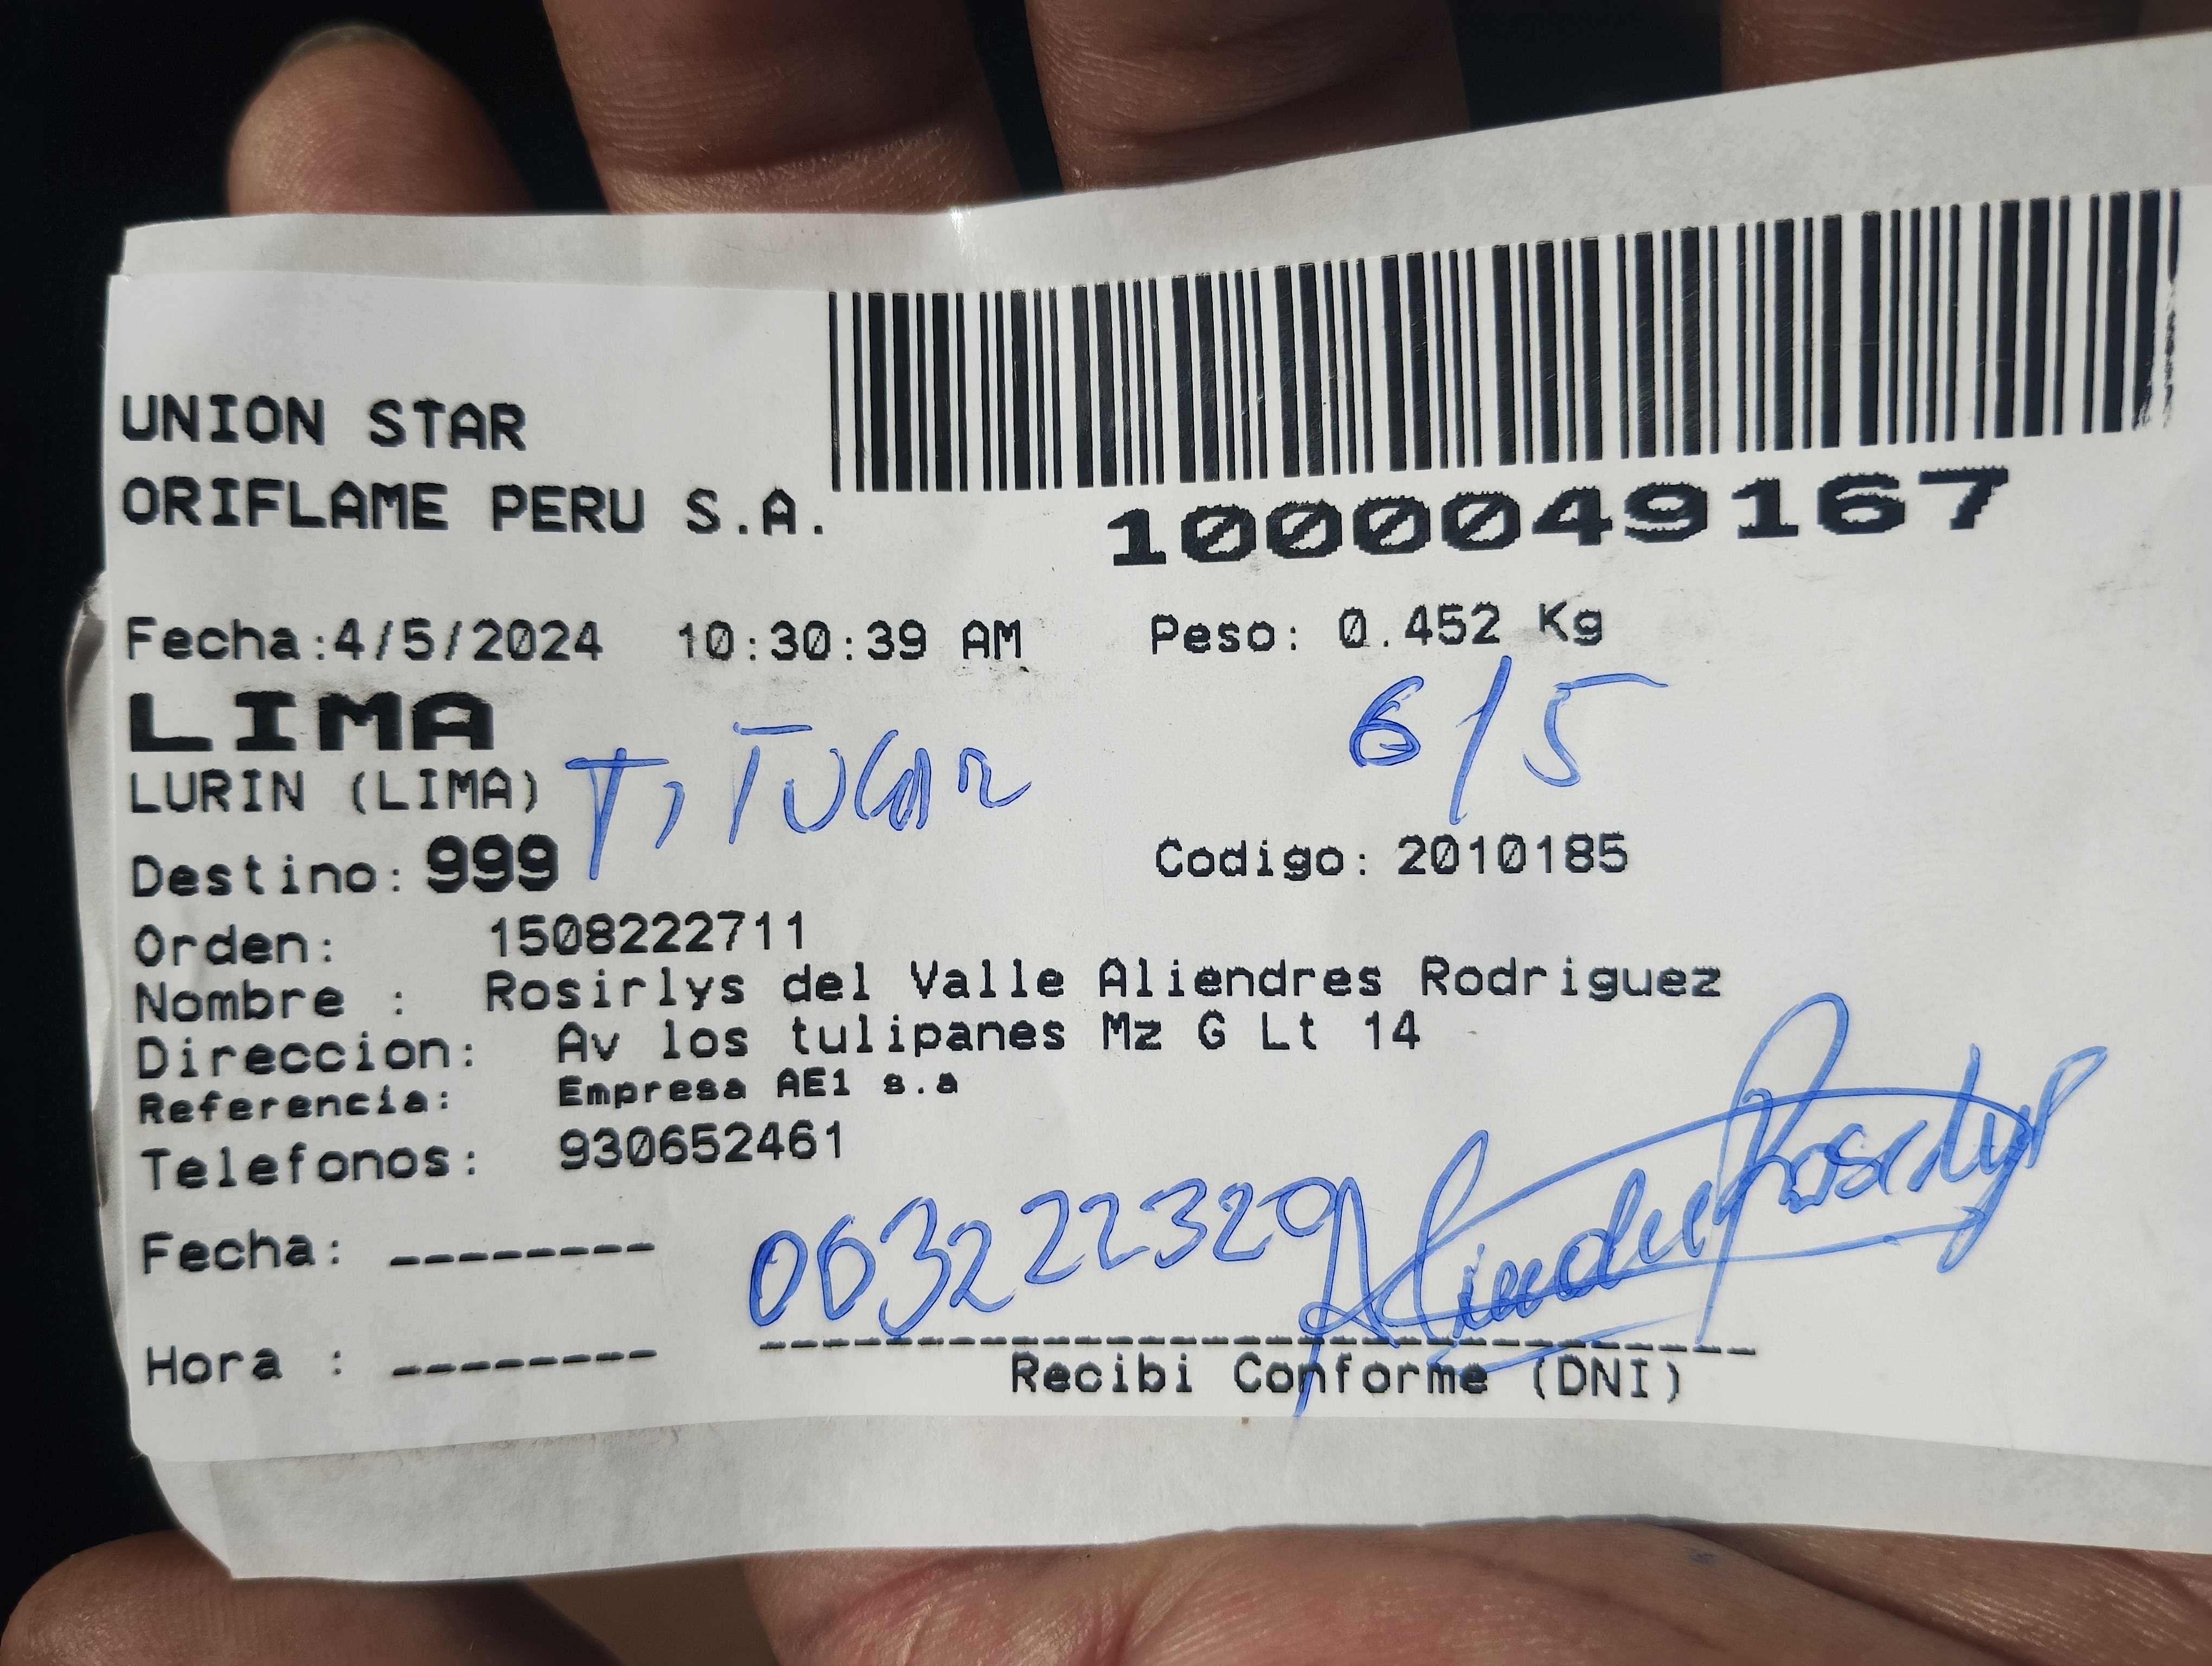 UNION STAR
ORIFLAME PERU S.A.
1000049167
Fecha:4/5/2024 10:30:39 AM Peso: 0.452 Kg
LIMA
6/5
LURIN (LIMA)
Destino: 999 Codigo: 2010185
Orden: 1508222711
Nombre : Rosirlys del Valle Aliendres Rodriguez
Direccion: Av los tulipanes Mz G Lt 14
Referencia: Empresa AE1 s.a
Telefonos: 930652461
Fecha: --------
Hora : --------
Recibi Conforme (DNI)